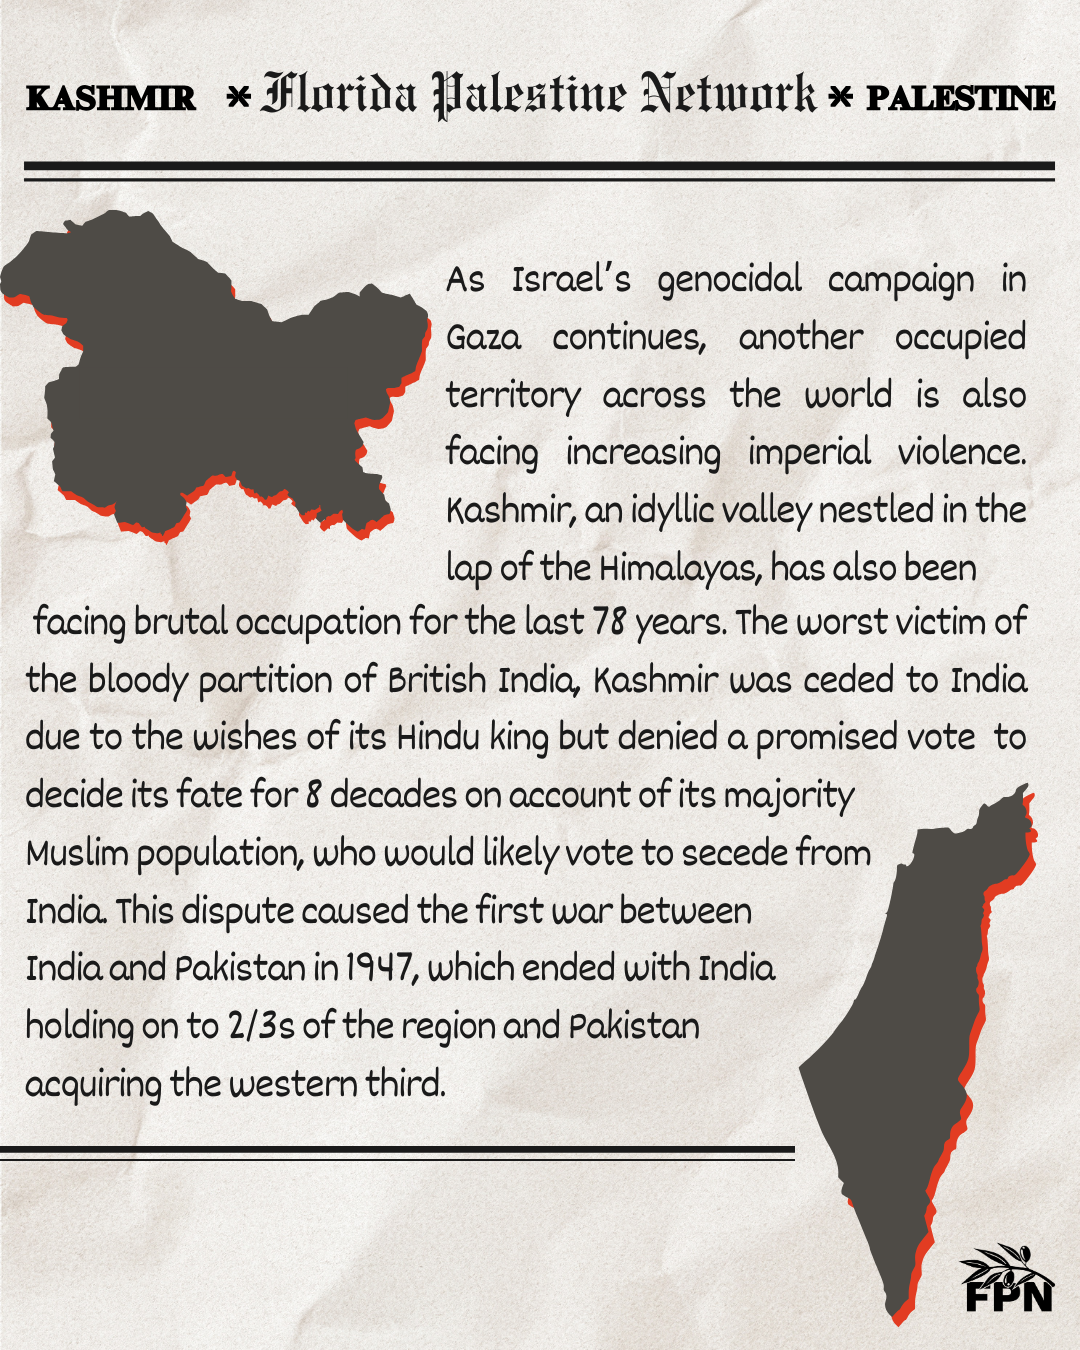 KASHMIR * Florida Palestine Network * PALESTINE
As Israel's genocidal campaign in
Gaza continues, another occupied
territory across the world is also
facing increasing imperial violence.
Kashmir, an idyllic valley nestled in the
lap of the Himalayas, has also been
facing brutal occupation for the last 78 years. The worst victim of
the bloody partition of British India, Kashmir was ceded to India
due to the wishes of its Hindu king but denied a promised vote to
decide its fate for 8 decades on account of its majority
Muslim population, who would likely vote to secede from
India. This dispute caused the first war between
India and Pakistan in 1947, which ended with India
holding on to 2/3s of the region and Pakistan
acquiring the western third.
FPN